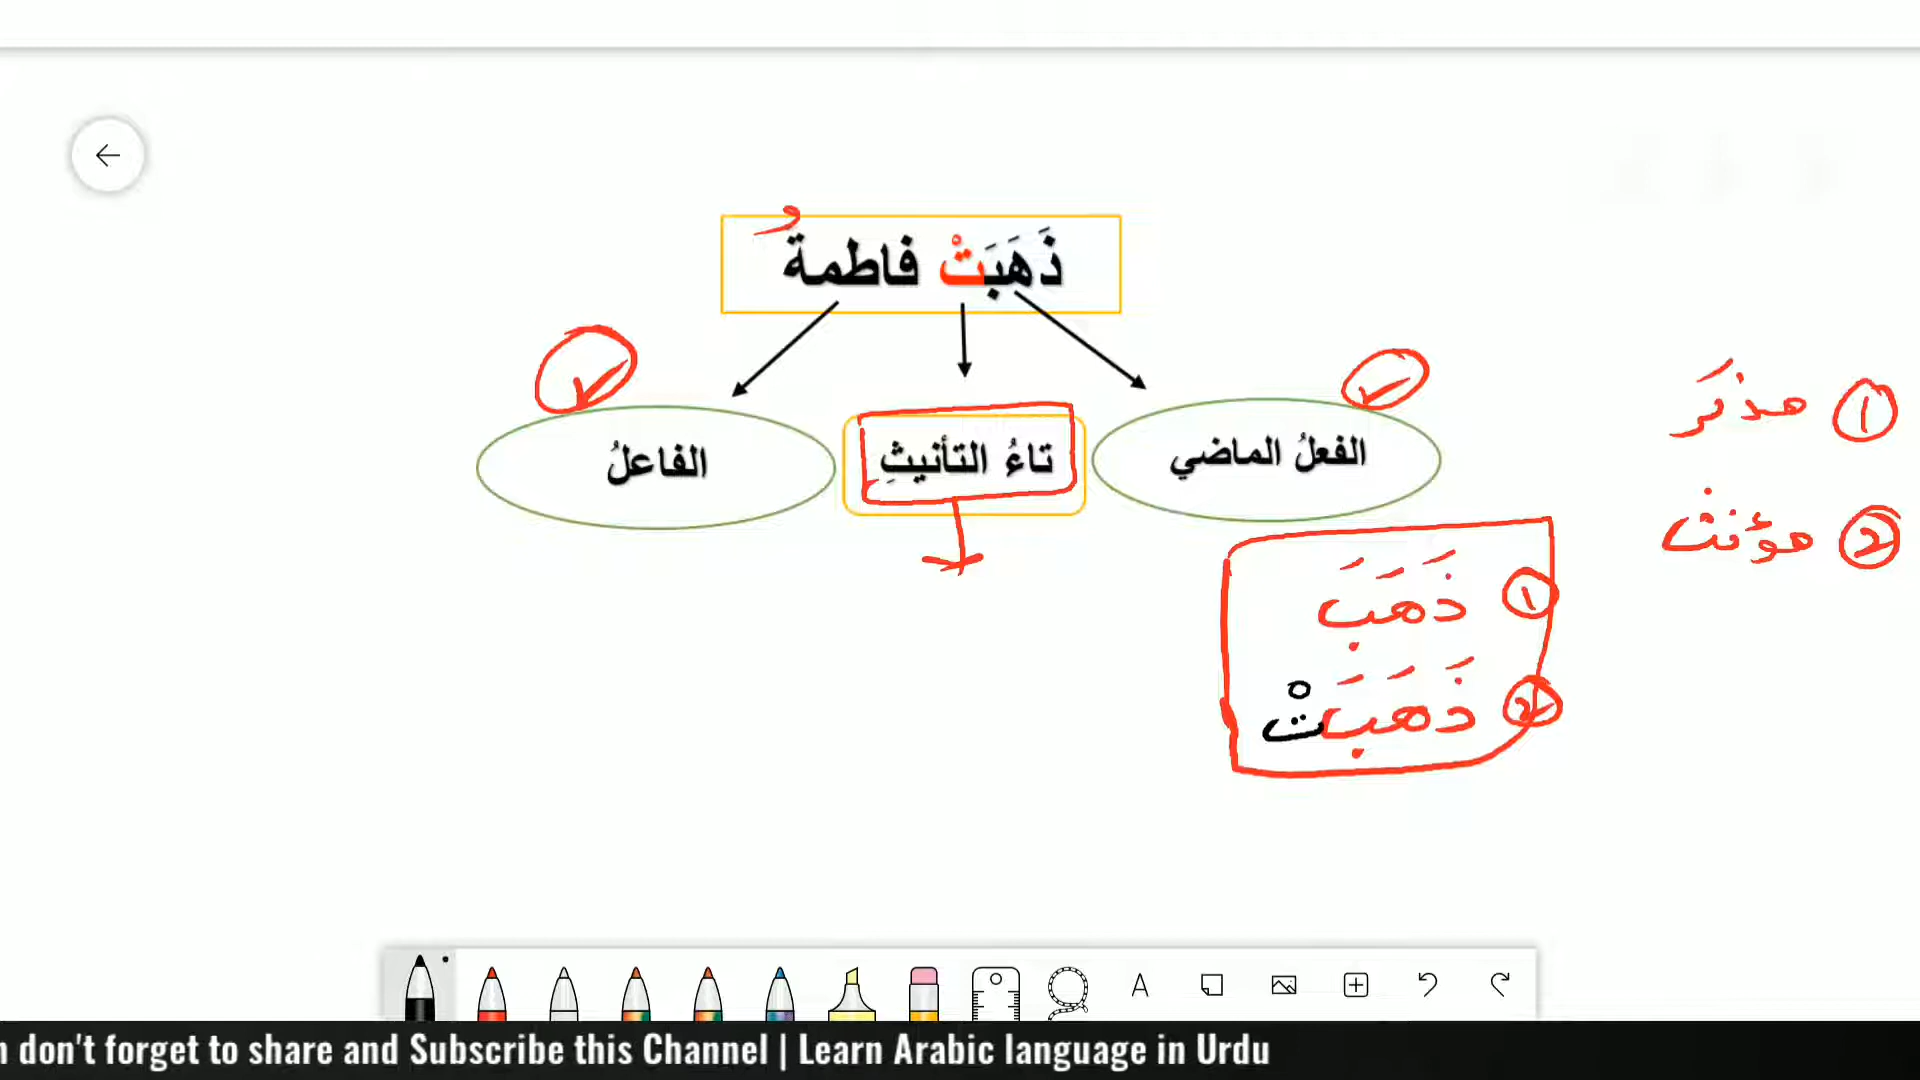 ذَهَبَتْ فاطمةُ
الفعلُ الماضي
تاءُ التأنيثِ
الفاعلُ
① مذكَر
② مؤنث
① ذَهَبَ
② ذَهَبَتْ
A
n don't forget to share and Subscribe this Channel | Learn Arabic language in Urdu